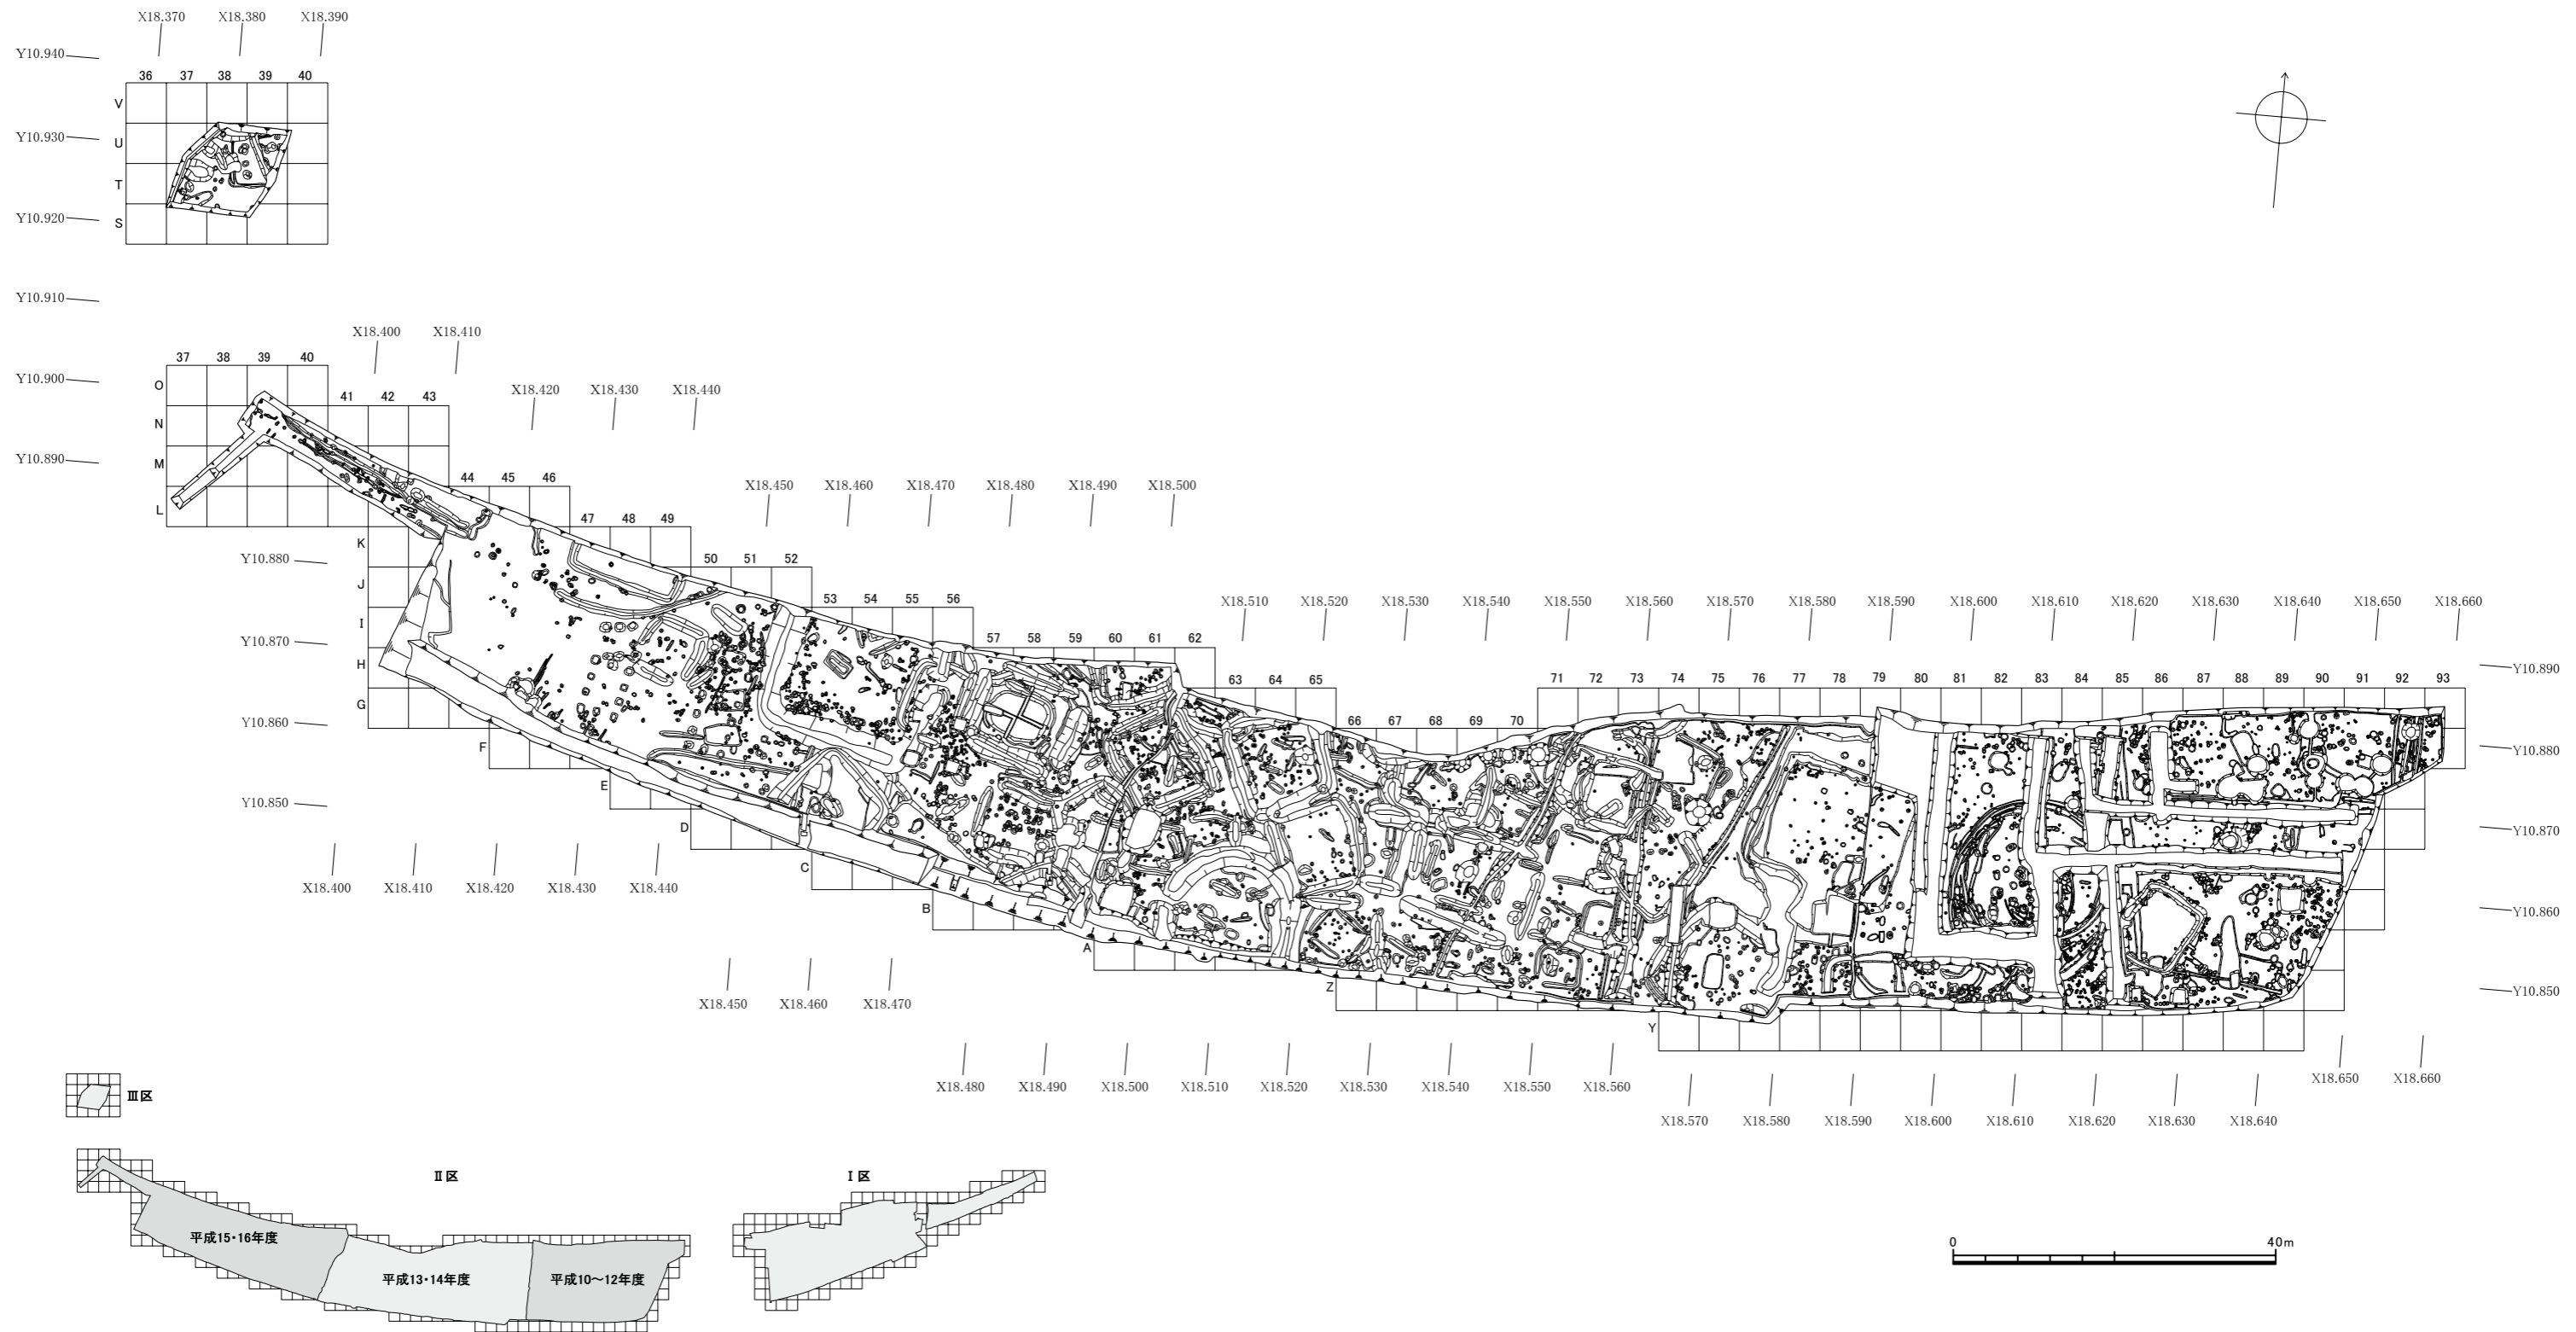 X18.370 X18.380 X18.390
Y10.940
36 37 38 39 40
V
Y10.930
U
T
Y10.920
S
Y10.910
X18.400 X18.410
37 38 39 40
Y10.900
O
X18.420 X18.430 X18.440
41 42 43
N
Y10.890
M
44 45 46
X18.450 X18.460 X18.470 X18.480 X18.490 X18.500
L
47 48 49
K
Y10.880
50 51 52
J
X18.510 X18.520 X18.530 X18.540 X18.550 X18.560 X18.570 X18.580 X18.590 X18.600 X18.610 X18.620 X18.630 X18.640 X18.650 X18.660
53 54 55 56
I
Y10.870
57 58 59 60 61 62
H
Y10.890
63 64 65
71 72 73 74 75 76 77 78 79 80 81 82 83 84 85 86 87 88 89 90 91 92 93
G
Y10.860
66 67 68 69 70
F
Y10.880
E
Y10.850
D
Y10.870
C
X18.400 X18.410 X18.420 X18.430 X18.440
B
Y10.860
A
Z
Y10.850
X18.450 X18.460 X18.470
Y
X18.480 X18.490 X18.500 X18.510 X18.520 X18.530 X18.540 X18.550 X18.560
X18.650 X18.660
X18.570 X18.580 X18.590 X18.600 X18.610 X18.620 X18.630 X18.640
Ⅲ区
Ⅱ区
Ⅰ区
平成15・16年度
平成13・14年度
平成10～12年度
0 40m